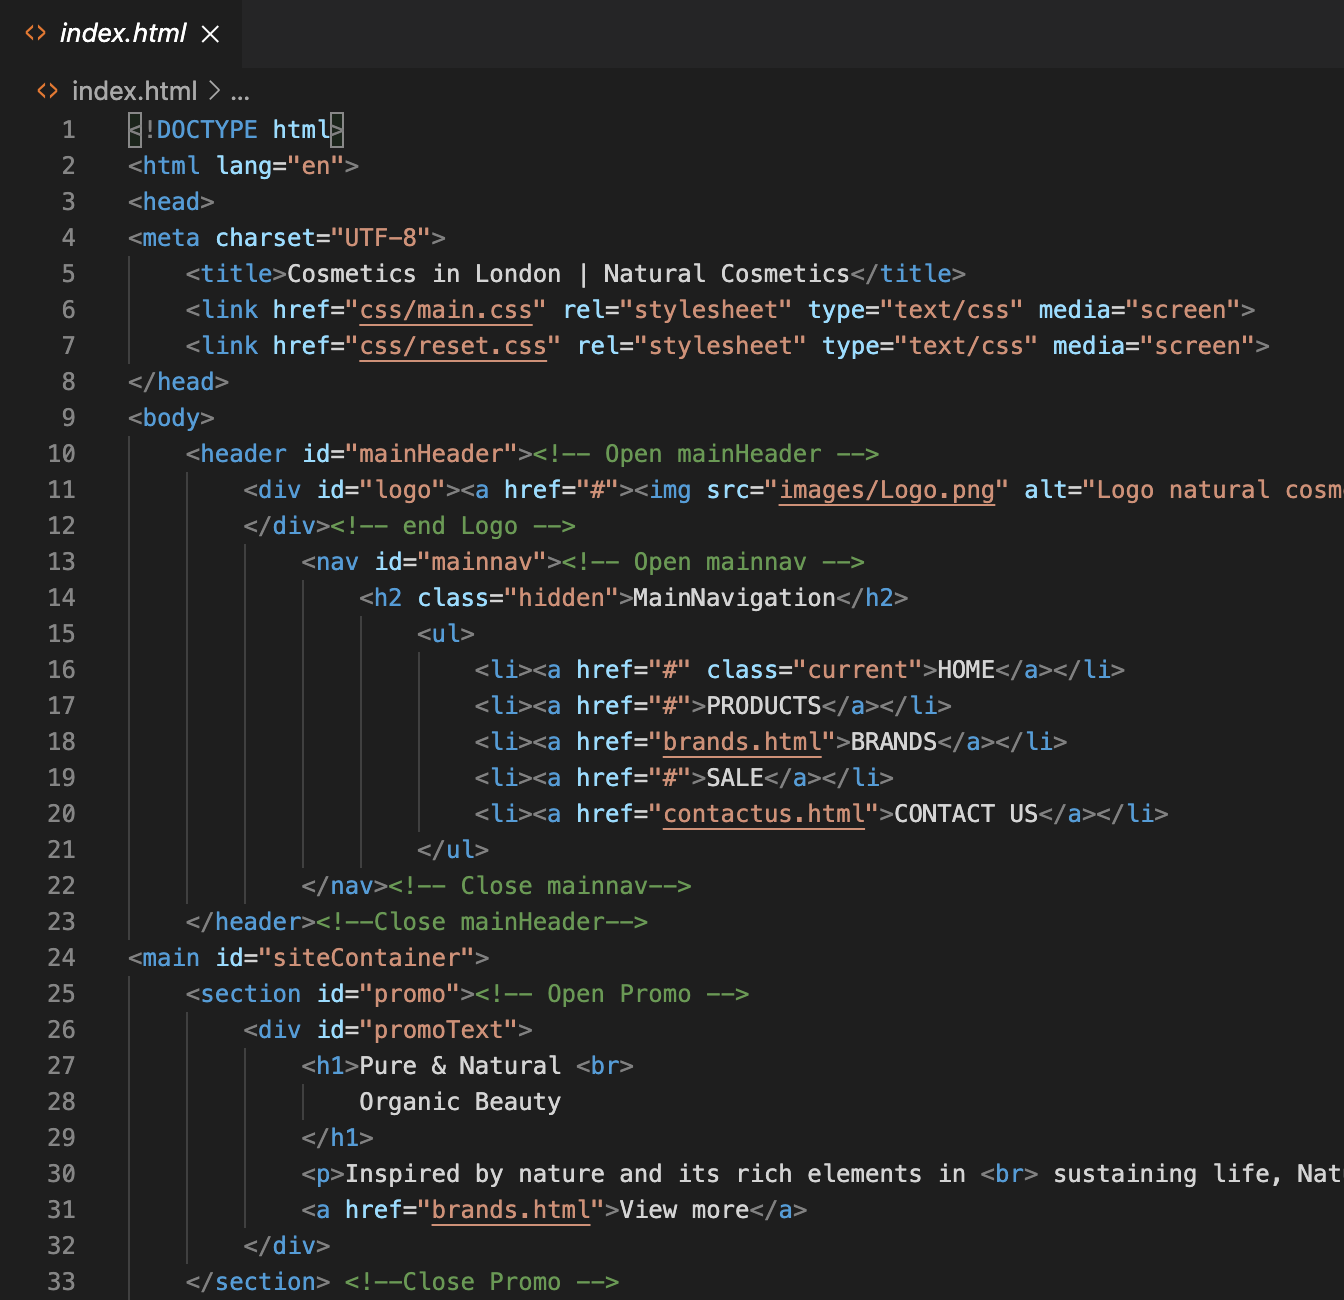 index.html
index.html > ...
1 <!DOCTYPE html>
2 <html lang="en">
3 <head>
4 <meta charset="UTF-8">
5 <title>Cosmetics in London | Natural Cosmetics</title>
6 <link href="css/main.css" rel="stylesheet" type="text/css" media="screen">
7 <link href="css/reset.css" rel="stylesheet" type="text/css" media="screen">
8 </head>
9 <body>
10 <header id="mainHeader"><!-- Open mainHeader -->
11 <div id="logo"><a href="#"><img src="images/Logo.png" alt="Logo natural cosm
12 </div><!-- end Logo -->
13 <nav id="mainnav"><!-- Open mainnav -->
14 <h2 class="hidden">MainNavigation</h2>
15 <ul>
16 <li><a href="#" class="current">HOME</a></li>
17 <li><a href="#">PRODUCTS</a></li>
18 <li><a href="brands.html">BRANDS</a></li>
19 <li><a href="#">SALE</a></li>
20 <li><a href="contactus.html">CONTACT US</a></li>
21 </ul>
22 </nav><!-- Close mainnav-->
23 </header><!--Close mainHeader-->
24 <main id="siteContainer">
25 <section id="promo"><!-- Open Promo -->
26 <div id="promoText">
27 <h1>Pure & Natural <br>
28 Organic Beauty
29 </h1>
30 <p>Inspired by nature and its rich elements in <br> sustaining life, Nat
31 <a href="brands.html">View more</a>
32 </div>
33 </section> <!--Close Promo -->